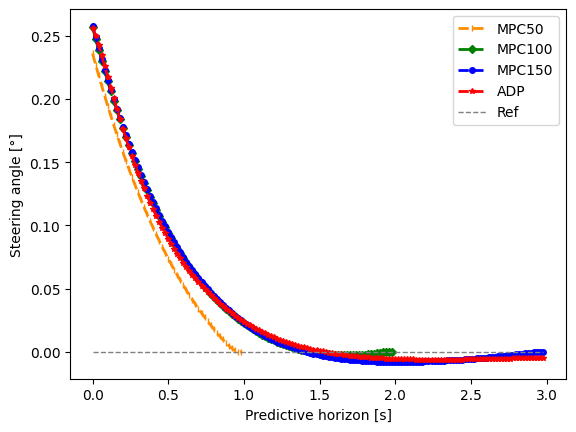 MPC50
MPC100
MPC150
ADP
Ref
Steering angle [°]
0.25
0.20
0.15
0.10
0.05
0.00
0.0 0.5 1.0 1.5 2.0 2.5 3.0
Predictive horizon [s]